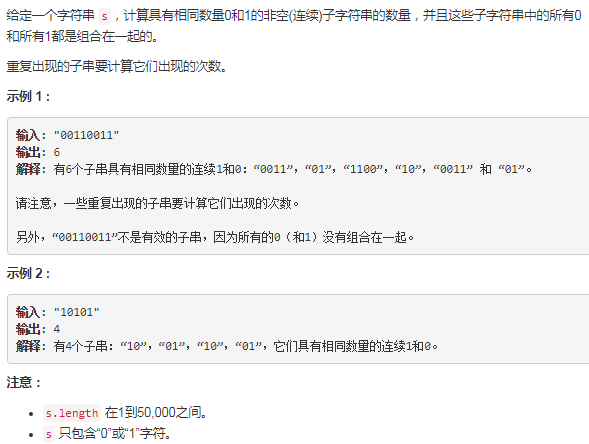 给定一个字符串 s，计算具有相同数量0和1的非空(连续)子字符串的数量，并且这些子字符串中的所有0
和所有1都是组合在一起的。
重复出现的子串要计算它们出现的次数。
示例 1 :
输入: "00110011"
输出: 6
解释: 有6个子串具有相同数量的连续1和0：“0011”，“01”，“1100”，“10”，“0011” 和 “01”。
请注意，一些重复出现的子串要计算它们出现的次数。
另外，“00110011”不是有效的子串，因为所有的0（和1）没有组合在一起。
示例 2 :
输入: "10101"
输出: 4
解释: 有4个子串：“10”，“01”，“10”，“01”，它们具有相同数量的连续1和0。
注意：
• s.length 在1到50,000之间。
• s 只包含“0”或“1”字符。